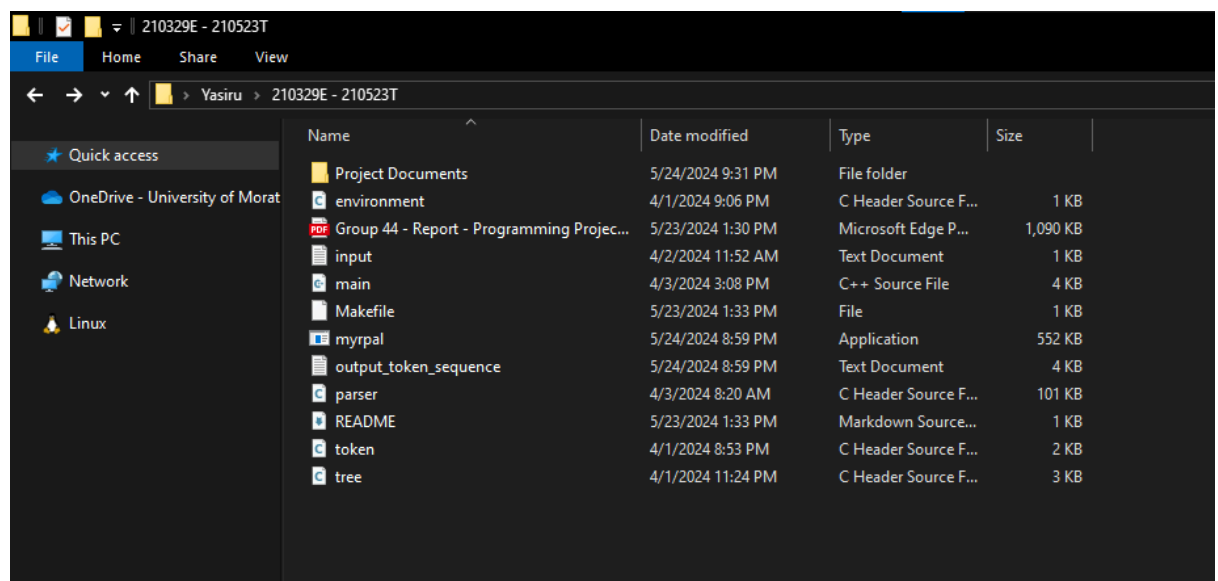 210329E - 210523T
File Home Share View
Yasiru 210329E - 210523T
Name Date modified Type Size
Quick access
OneDrive - University of Morat
This PC
Network
Linux
Project Documents 5/24/2024 9:31 PM File folder
environment 4/1/2024 9:06 PM C Header Source F... 1 KB
PDF Group 44 - Report - Programming Projec... 5/23/2024 1:30 PM Microsoft Edge P... 1,090 KB
input 4/2/2024 11:52 AM Text Document 1 KB
main 4/3/2024 3:08 PM C++ Source File 4 KB
Makefile 5/23/2024 1:33 PM File 1 KB
myrpal 5/24/2024 8:59 PM Application 552 KB
output_token_sequence 5/24/2024 8:59 PM Text Document 4 KB
parser 4/3/2024 8:20 AM C Header Source F... 101 KB
README 5/23/2024 1:33 PM Markdown Source... 1 KB
token 4/1/2024 8:53 PM C Header Source F... 2 KB
tree 4/1/2024 11:24 PM C Header Source F... 3 KB